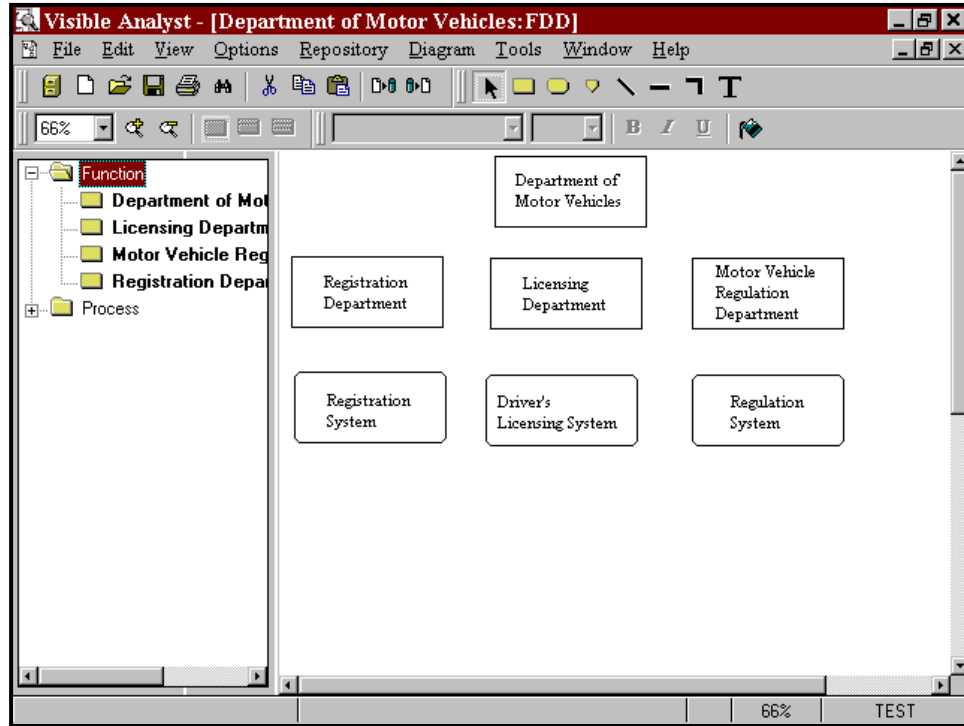 Visible Analyst - [Department of Motor Vehicles:FDD]
File Edit View Options Repository Diagram Tools Window Help
T
66% B I U
Function
Department of Mot
Licensing Departm
Motor Vehicle Reg
Registration Depar
Process
Department of
Motor Vehicles
Registration
Department
Licensing
Department
Motor Vehicle
Regulation
Department
Registration
System
Driver's
Licensing System
Regulation
System
66% TEST